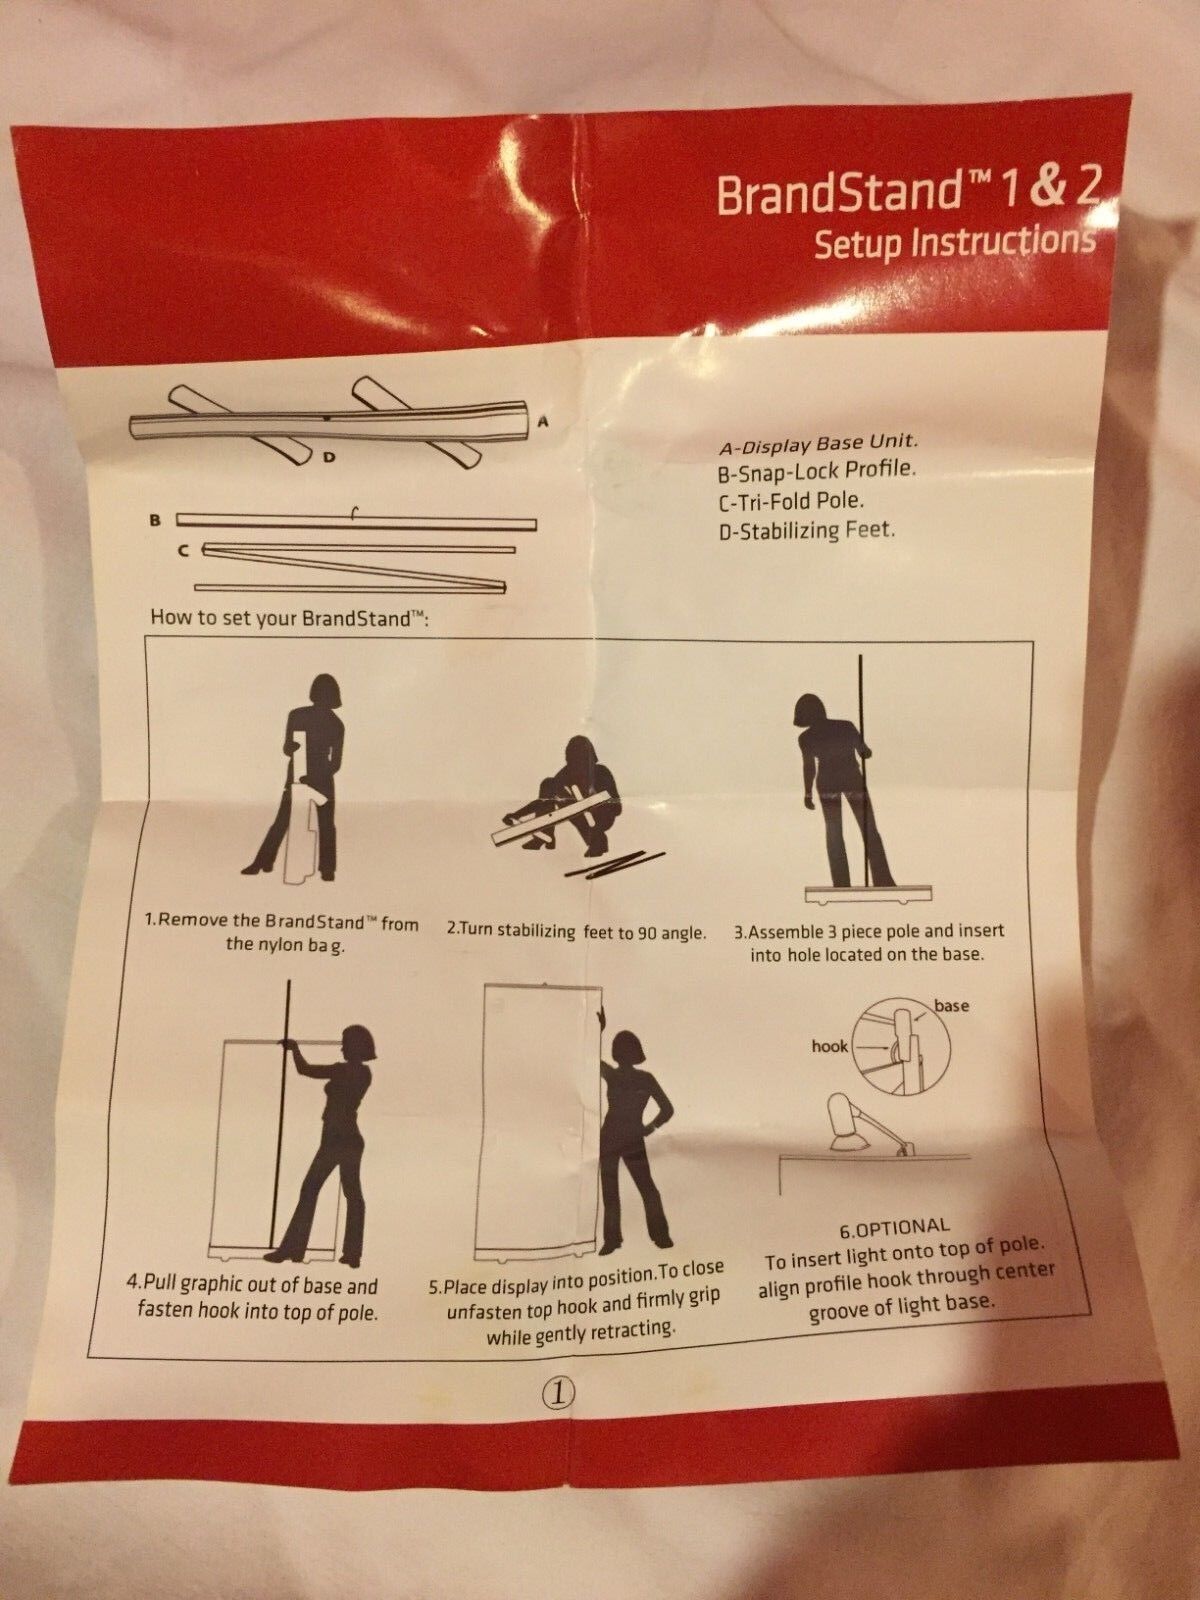 BrandStand™ 1 & 2
Setup Instructions
A
D
B
C
A-Display Base Unit.
B-Snap-Lock Profile.
C-Tri-Fold Pole.
D-Stabilizing Feet.
How to set your BrandStand™:
1.Remove the BrandStand™ from
the nylon bag.
2.Turn stabilizing feet to 90 angle.
3.Assemble 3 piece pole and insert
into hole located on the base.
4.Pull graphic out of base and
fasten hook into top of pole.
5.Place display into position.To close
unfasten top hook and firmly grip
while gently retracting.
base
hook
6.OPTIONAL
To insert light onto top of pole.
align profile hook through center
groove of light base.
①